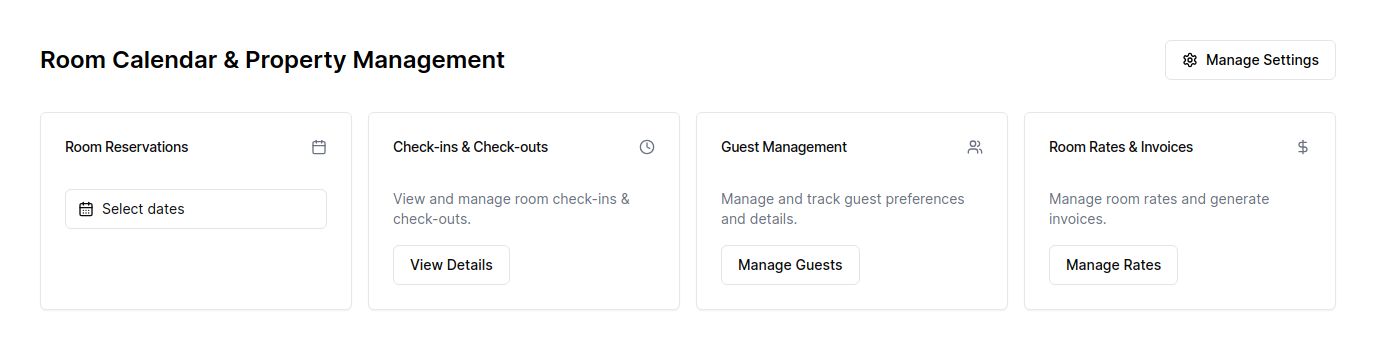 Room Calendar & Property Management
Manage Settings
Room Reservations
Select dates
Check-ins & Check-outs
View and manage room check-ins &
check-outs.
View Details
Guest Management
Manage and track guest preferences
and details.
Manage Guests
Room Rates & Invoices
Manage room rates and generate
invoices.
Manage Rates